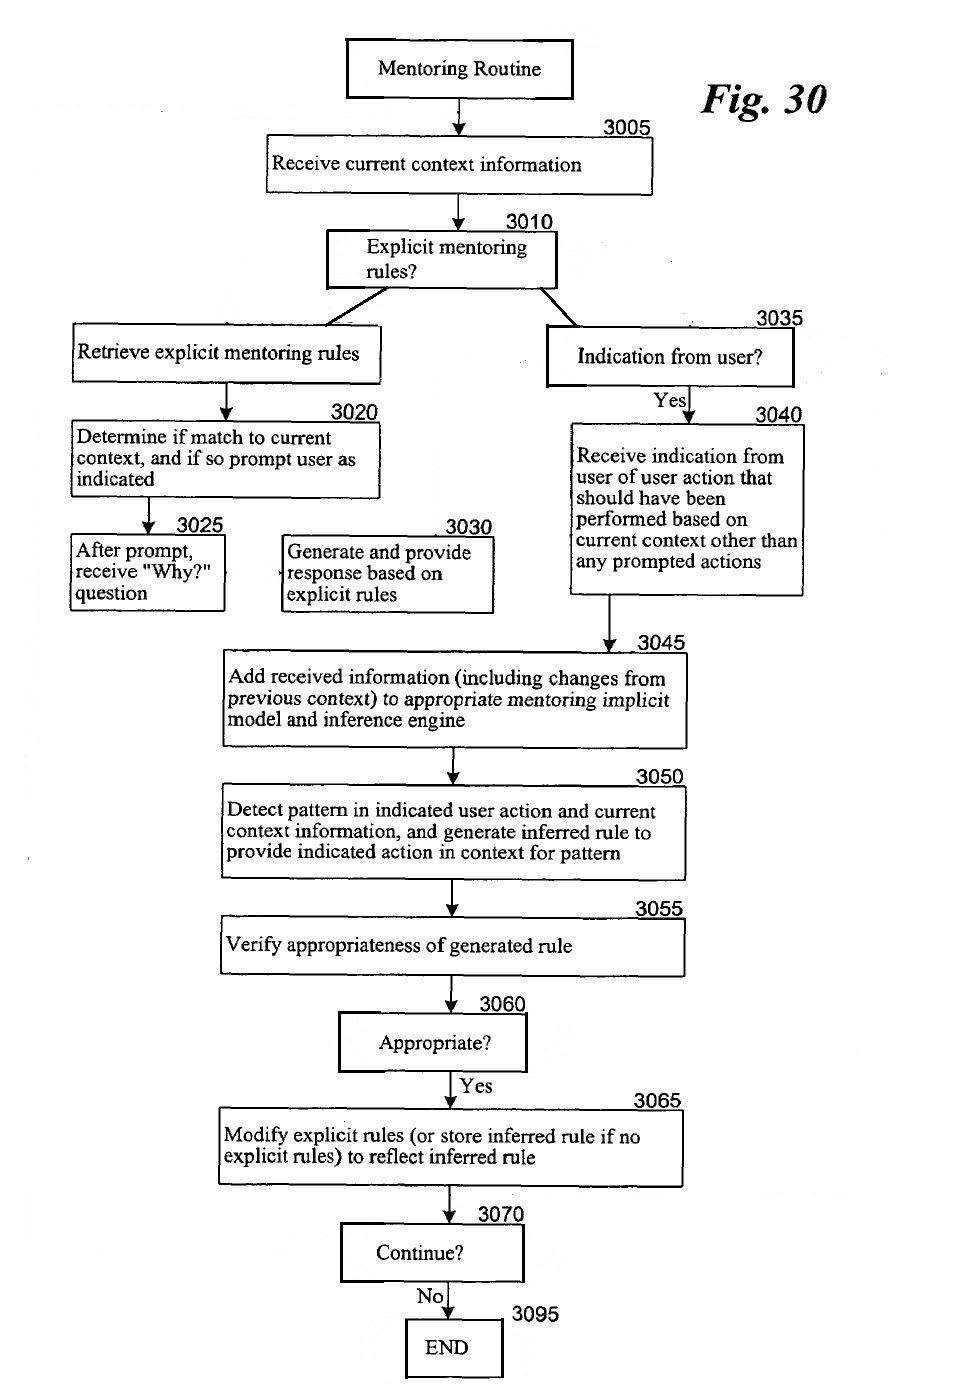 Mentoring Routine
Fig. 30
3005
Receive current context information
3010
Explicit mentoring
rules?
Retrieve explicit mentoring rules
3035
Indication from user?
Yes
3020
Determine if match to current
context, and if so prompt user as
indicated
3040
Receive indication from
user of user action that
should have been
performed based on
current context other than
any prompted actions
3025
After prompt,
receive "Why?"
question
3030
Generate and provide
response based on
explicit rules
3045
Add received information (including changes from
previous context) to appropriate mentoring implicit
model and inference engine
3050
Detect pattern in indicated user action and current
context information, and generate inferred rule to
provide indicated action in context for pattern
3055
Verify appropriateness of generated rule
3060
Appropriate?
Yes
3065
Modify explicit rules (or store inferred rule if no
explicit rules) to reflect inferred rule
3070
Continue?
No
3095
END